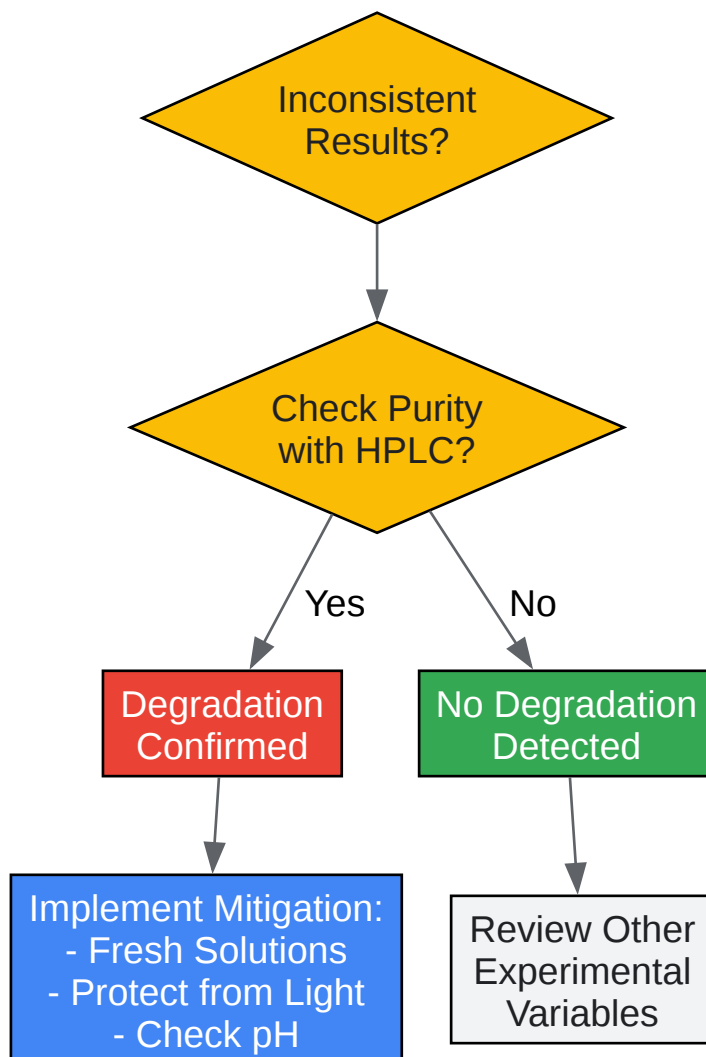 Inconsistent
Results?
Check Purity
with HPLC?
Yes
No
Degradation
Confirmed
No Degradation
Detected
Implement Mitigation:
- Fresh Solutions
- Protect from Light
- Check pH
Review Other
Experimental
Variables